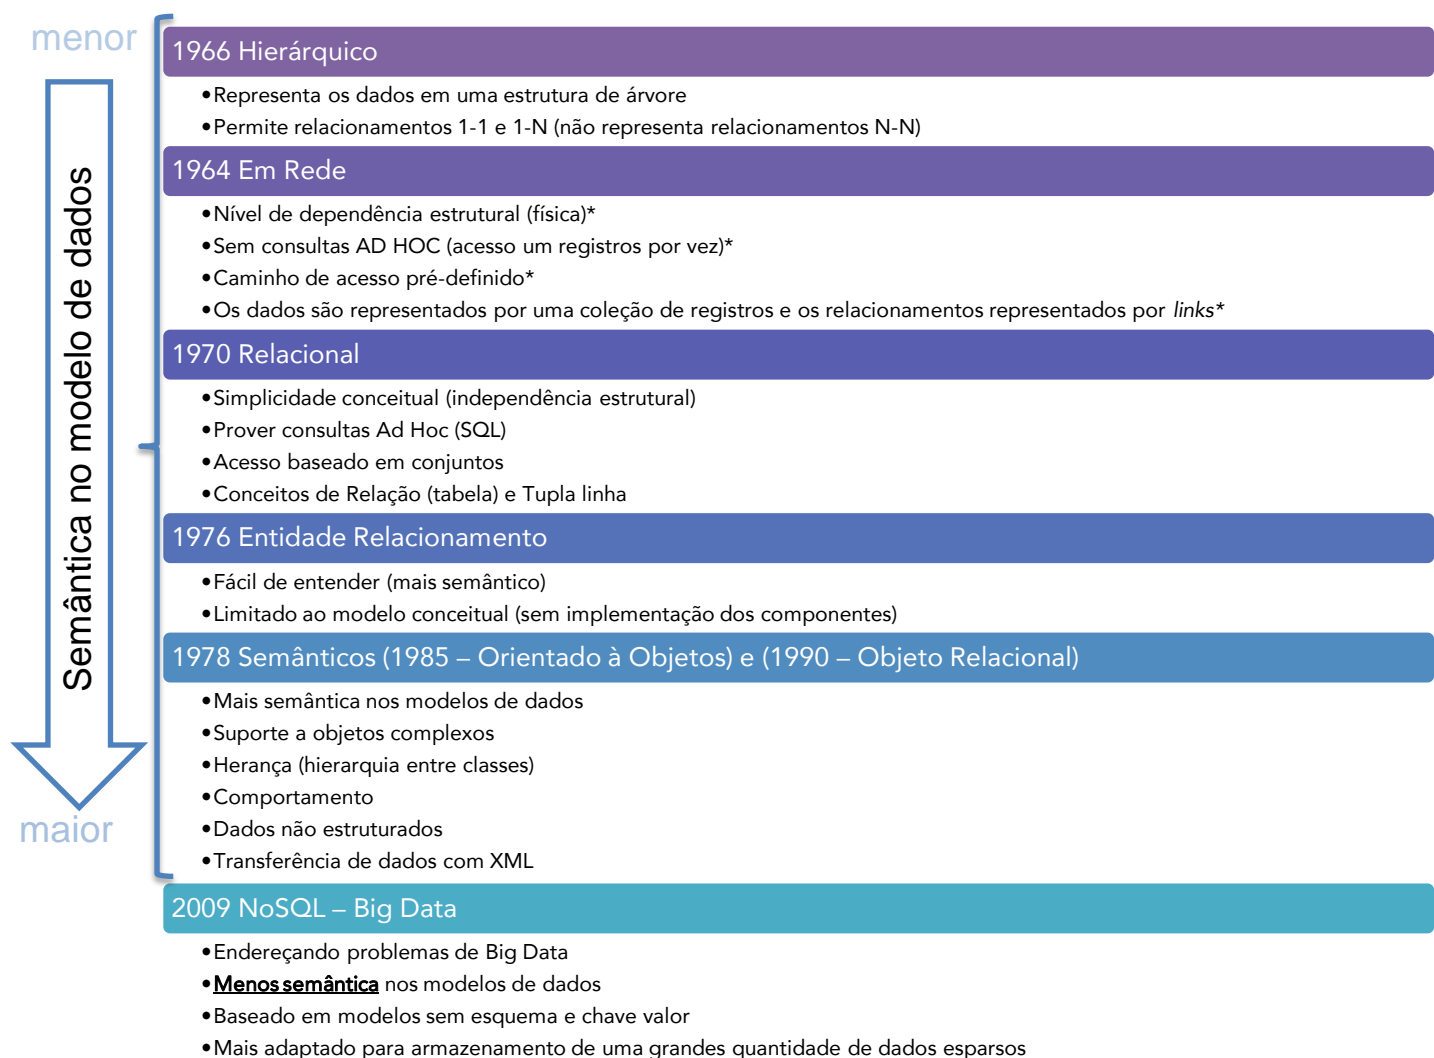 menor
Semântica no modelo de dados
maior
1966 Hierárquico
•Representa os dados em uma estrutura de árvore
•Permite relacionamentos 1-1 e 1-N (não representa relacionamentos N-N)
1964 Em Rede
•Nível de dependência estrutural (física)*
•Sem consultas AD HOC (acesso um registros por vez)*
•Caminho de acesso pré-definido*
•Os dados são representados por uma coleção de registros e os relacionamentos representados por links*
1970 Relacional
•Simplicidade conceitual (independência estrutural)
•Prover consultas Ad Hoc (SQL)
•Acesso baseado em conjuntos
•Conceitos de Relação (tabela) e Tupla linha
1976 Entidade Relacionamento
•Fácil de entender (mais semântico)
•Limitado ao modelo conceitual (sem implementação dos componentes)
1978 Semânticos (1985 – Orientado à Objetos) e (1990 – Objeto Relacional)
•Mais semântica nos modelos de dados
•Suporte a objetos complexos
•Herança (hierarquia entre classes)
•Comportamento
•Dados não estruturados
•Transferência de dados com XML
2009 NoSQL – Big Data
•Endereçando problemas de Big Data
•Menos semântica nos modelos de dados
•Baseado em modelos sem esquema e chave valor
•Mais adaptado para armazenamento de uma grandes quantidade de dados esparsos